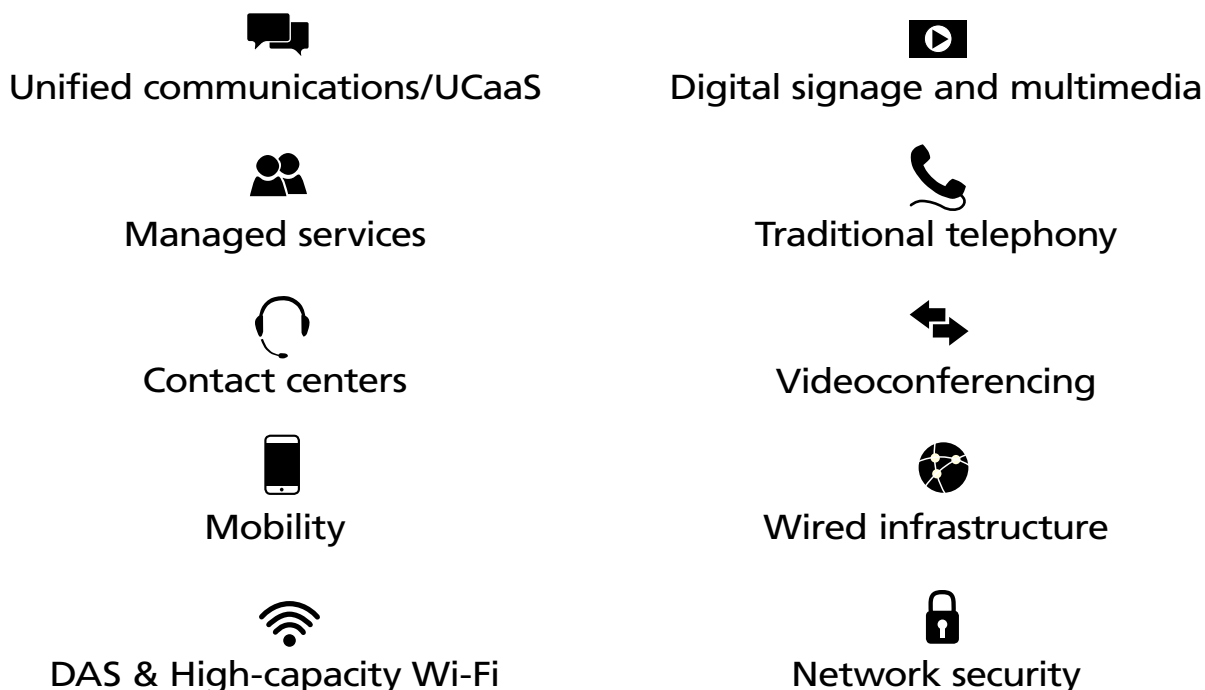 Unified communications/UCaaS
Digital signage and multimedia
Managed services
Traditional telephony
Contact centers
Videoconferencing
Mobility
Wired infrastructure
DAS & High-capacity Wi-Fi
Network security